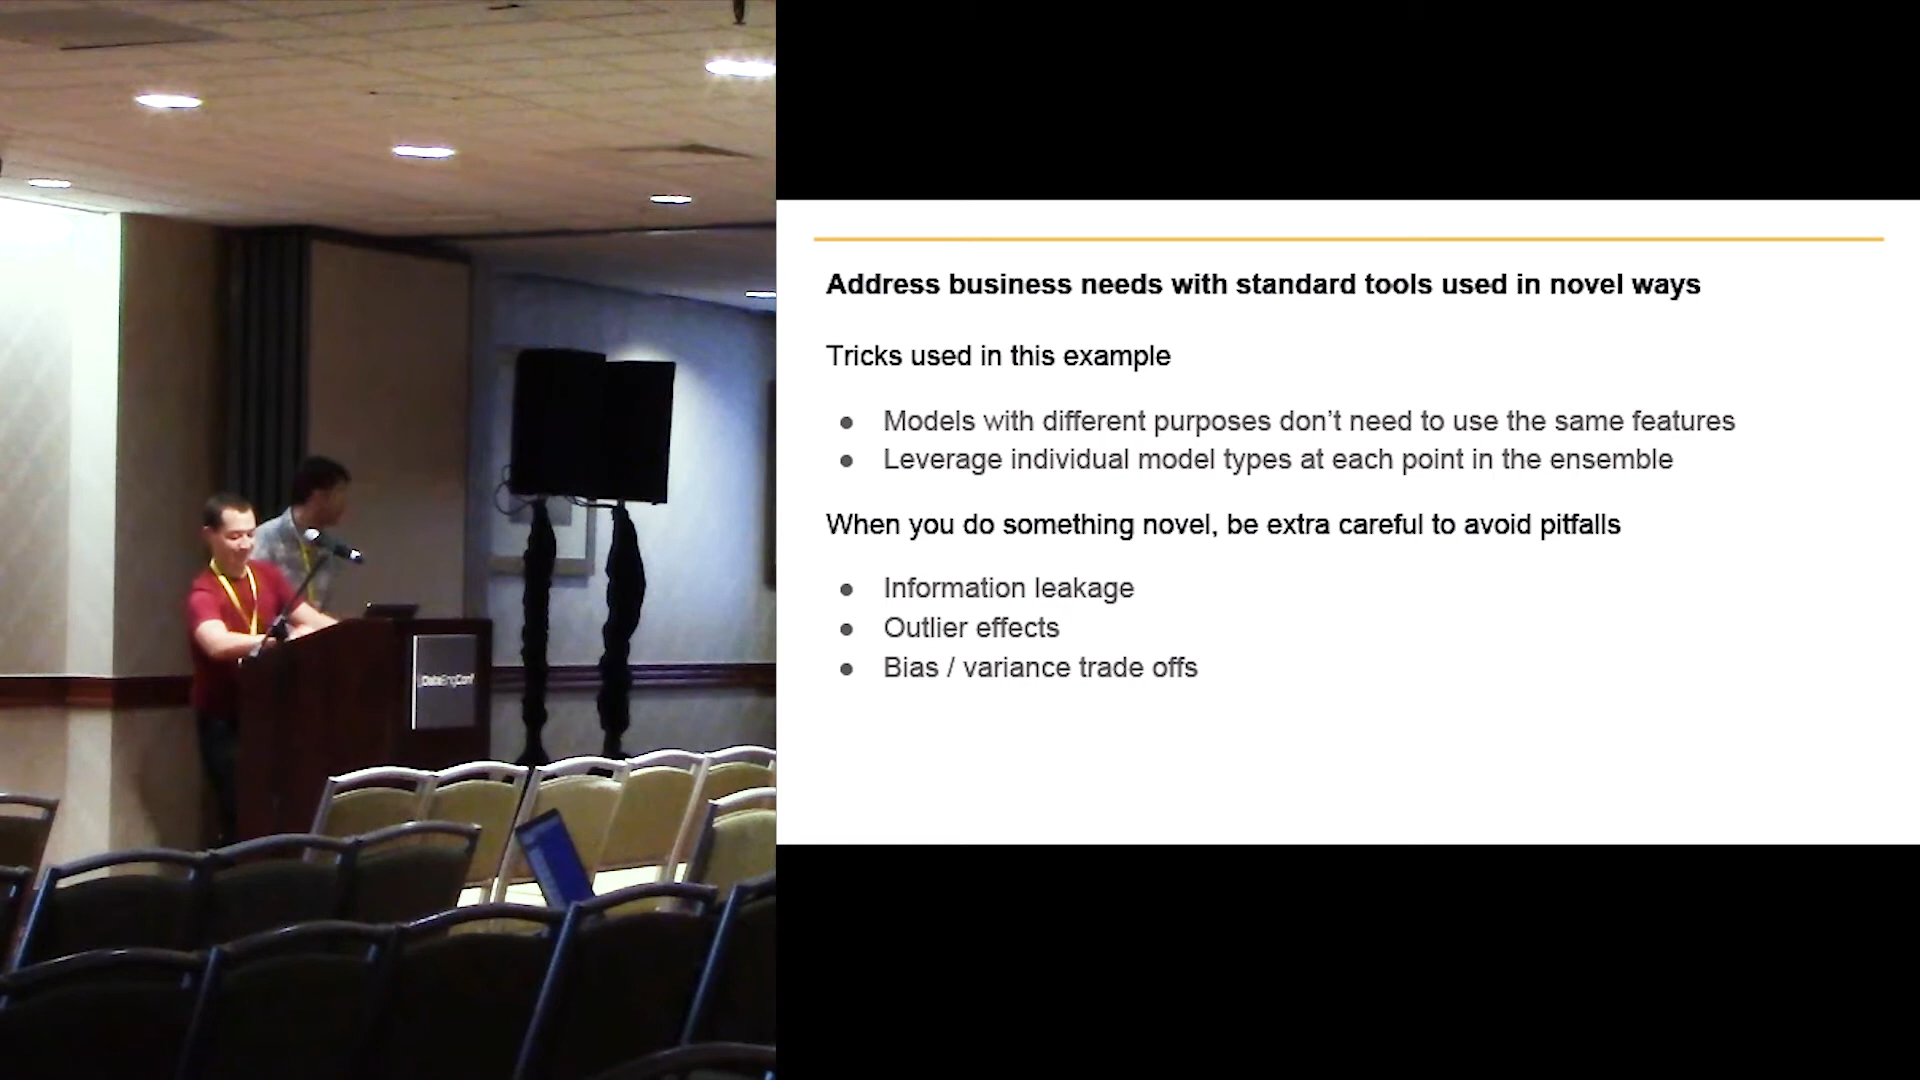 DataEngConf
Address business needs with standard tools used in novel ways
Tricks used in this example
● Models with different purposes don’t need to use the same features
● Leverage individual model types at each point in the ensemble
When you do something novel, be extra careful to avoid pitfalls
● Information leakage
● Outlier effects
● Bias / variance trade offs